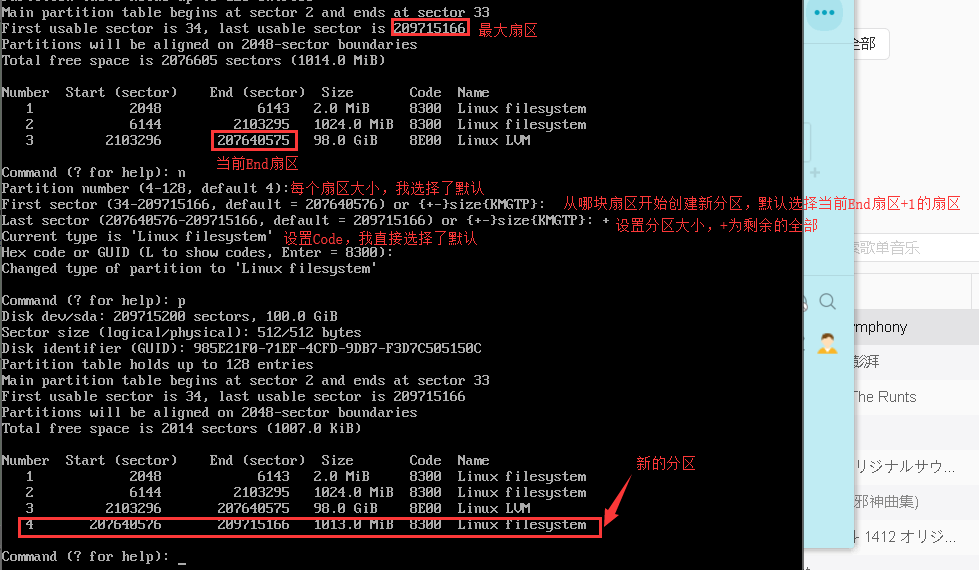 Main partition table begins at sector 2 and ends at sector 33
First usable sector is 34, last usable sector is 209715166 最大扇区
Partitions will be aligned on 2048-sector boundaries
Total free space is 2076605 sectors (1014.0 MiB)
Number Start (sector) End (sector) Size Code Name
1 2048 6143 2.0 MiB 8300 Linux filesystem
2 6144 2103295 1024.0 MiB 8300 Linux filesystem
3 2103296 207640575 98.0 GiB 8E00 Linux LVM
当前End扇区
Command (? for help): n
Partition number (4-128, default 4): 每个扇区大小，我选择了默认
First sector (34-209715166, default = 207640576) or {+-}size{KMGTP}: 从哪块扇区开始创建新分区，默认选择当前End扇区+1的扇区
Last sector (207640576-209715166, default = 209715166) or {+-}size{KMGTP}: + 设置分区大小，+为剩余的全部
Current type is 'Linux filesystem' 设置Code，我直接选择了默认
Hex code or GUID (L to show codes, Enter = 8300):
Changed type of partition to 'Linux filesystem'
Command (? for help): p
Disk dev/sda: 209715200 sectors, 100.0 GiB
Sector size (logical/physical): 512/512 bytes
Disk identifier (GUID): 985E21F0-71EF-4CFD-9DB7-F3D7C505150C
Partition table holds up to 128 entries
Main partition table begins at sector 2 and ends at sector 33
First usable sector is 34, last usable sector is 209715166
Partitions will be aligned on 2048-sector boundaries
Total free space is 2014 sectors (1007.0 KiB)
Number Start (sector) End (sector) Size Code Name
新的分区
1 2048 6143 2.0 MiB 8300 Linux filesystem
2 6144 2103295 1024.0 MiB 8300 Linux filesystem
3 2103296 207640575 98.0 GiB 8E00 Linux LVM
4 207640576 209715166 1013.0 MiB 8300 Linux filesystem
Command (? for help): _
全部
索歌单音乐
ymphony
澎湃
The Runts
リジナルサウ...
邪神曲集)
1412 オリジ...